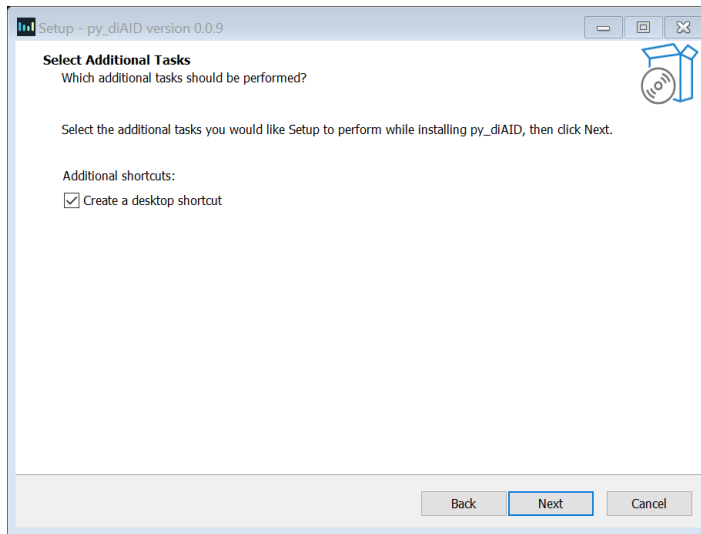 Setup - py_diAID version 0.0.9
Select Additional Tasks
Which additional tasks should be performed?
Select the additional tasks you would like Setup to perform while installing py_diAID, then click Next.
Additional shortcuts:
Create a desktop shortcut
Back Next Cancel